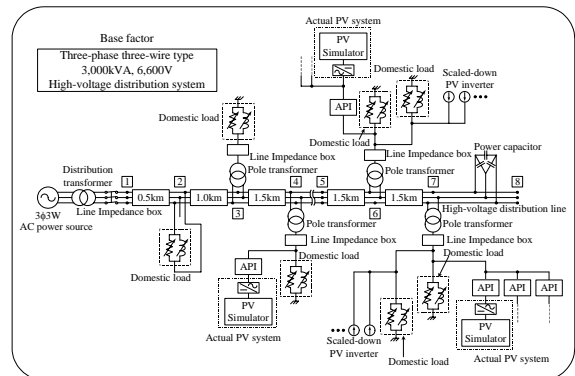 Base factor
Three-phase three-wire type
3,000kVA, 6,600V
High-voltage distribution system
Actual PV system
PV
Simulator
API
Domestic load
Scaled-down
PV inverter
Domestic load
Line Impedance box
Pole transformer
Domestic load
Line Impedance box
Pole transformer
Power capacitor
Distribution
transformer
1
2
3
4
5
6
7
8
0.5km
1.0km
1.5km
1.5km
1.5km
3ϕ3W
AC power source
Line Impedance box
High-voltage distribution line
Domestic load
Pole transformer
Line Impedance box
API
PV
Simulator
Actual PV system
Domestic load
Pole transformer
Line Impedance box
Domestic load
Scaled-down
PV inverter
Domestic load
API
API
API
PV
Simulator
Actual PV system